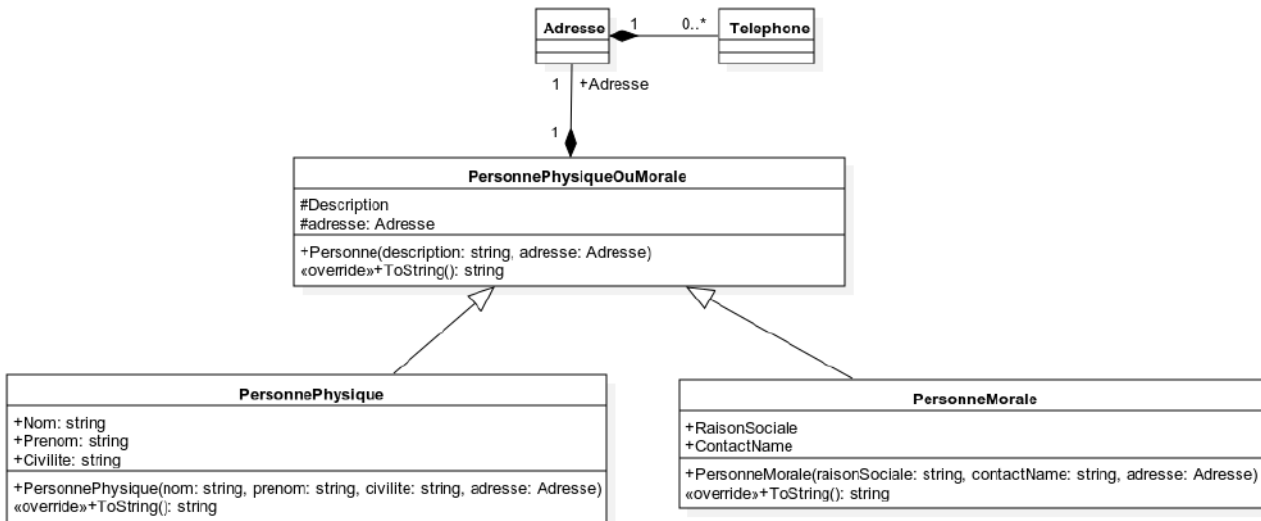 Adresse 1 0..* Telephone
1 +Adresse
1
PersonnePhysiqueOuMorale
#Description
#adresse: Adresse
+Personne(description: string, adresse: Adresse)
«override»+ToString(): string
PersonnePhysique
+Nom: string
+Prenom: string
+Civilite: string
+PersonnePhysique(nom: string, prenom: string, civilite: string, adresse: Adresse)
«override»+ToString(): string
PersonneMorale
+RaisonSociale
+ContactName
+PersonneMorale(raisonSociale: string, contactName: string, adresse: Adresse)
«override»+ToString(): string